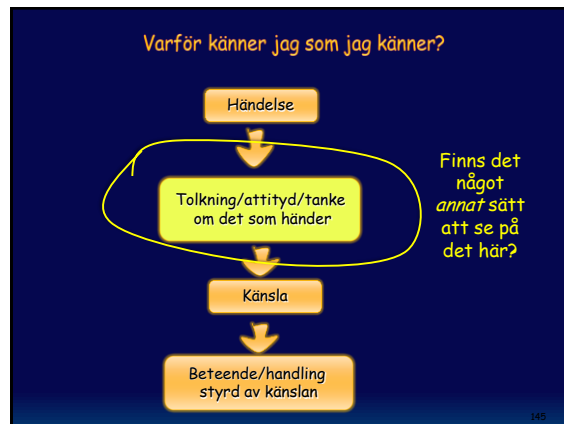 Varför känner jag som jag känner?
Händelse
Tolkning/attityd/tanke
om det som händer
Finns det
något
annat sätt
att se på
det här?
Känsla
Beteende/handling
styrd av känslan
145